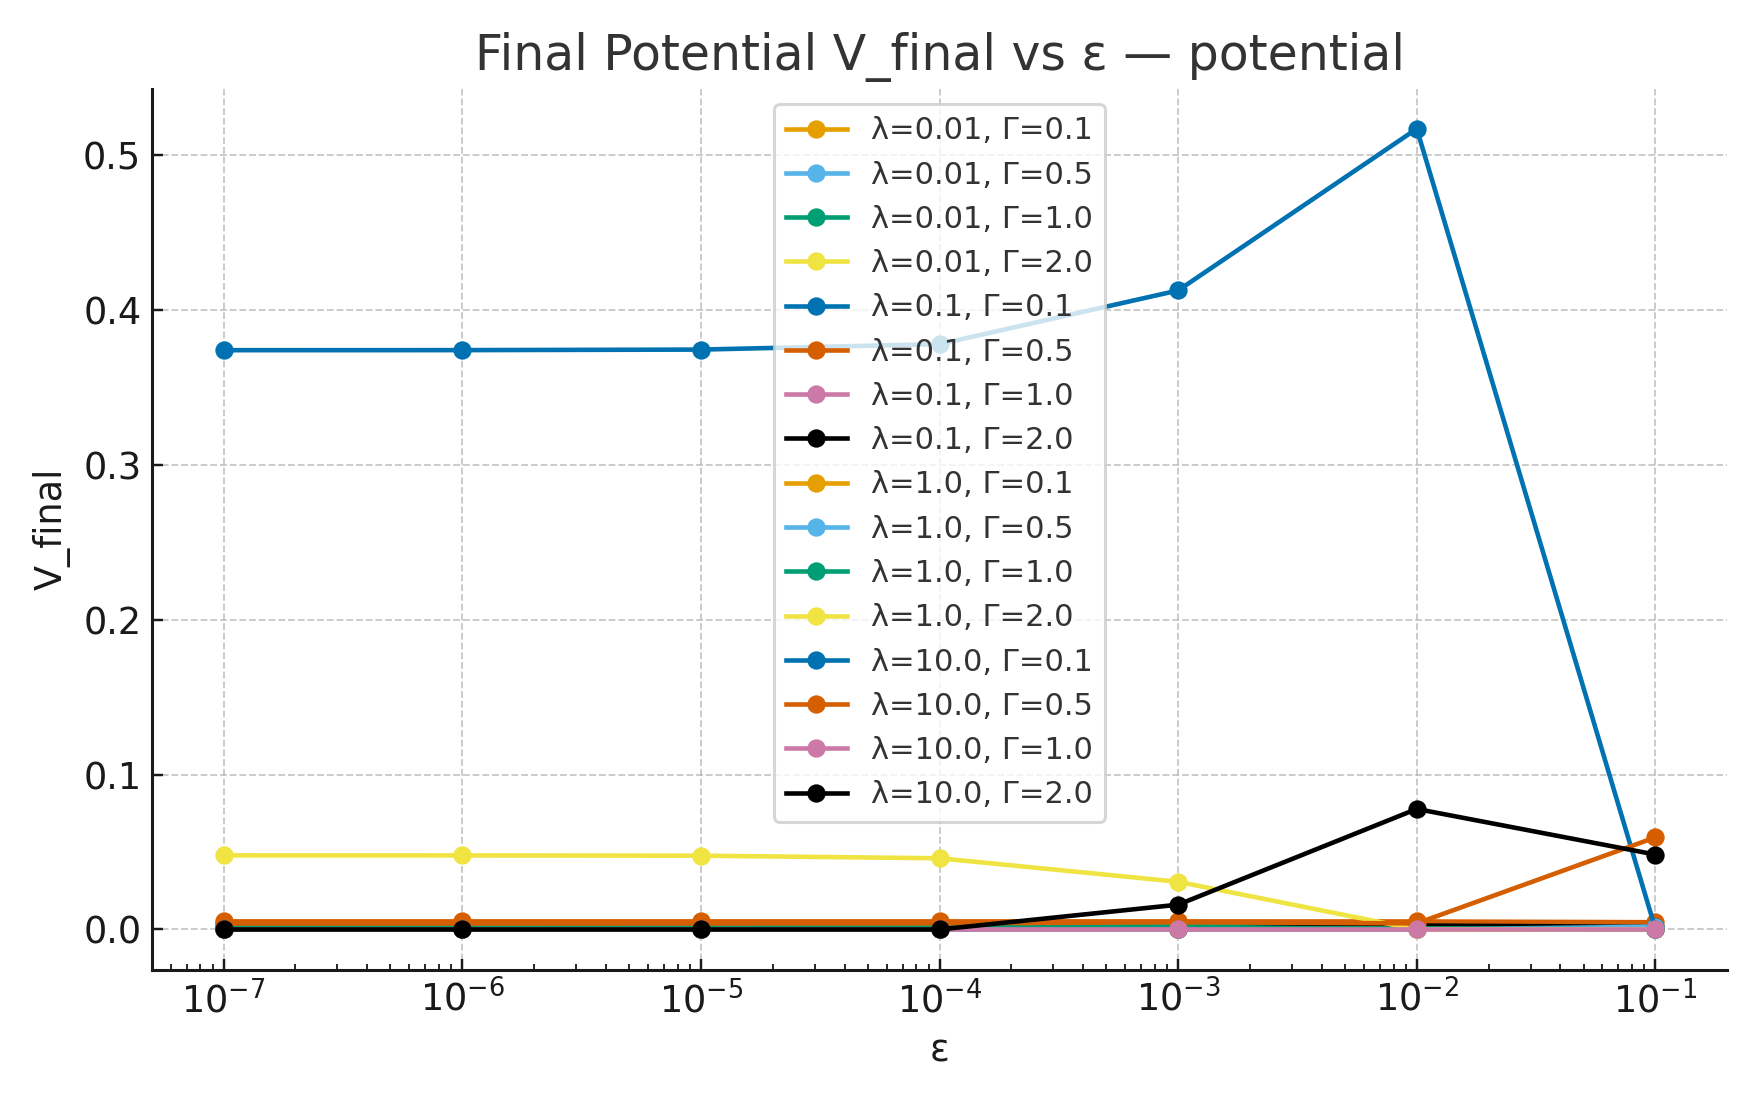 Final Potential V_final vs ε — potential
λ=0.01, Γ=0.1
λ=0.01, Γ=0.5
λ=0.01, Γ=1.0
λ=0.01, Γ=2.0
λ=0.1, Γ=0.1
λ=0.1, Γ=0.5
λ=0.1, Γ=1.0
λ=0.1, Γ=2.0
λ=1.0, Γ=0.1
λ=1.0, Γ=0.5
λ=1.0, Γ=1.0
λ=1.0, Γ=2.0
λ=10.0, Γ=0.1
λ=10.0, Γ=0.5
λ=10.0, Γ=1.0
λ=10.0, Γ=2.0
V_final
0.5
0.4
0.3
0.2
0.1
0.0
10⁻⁷ 10⁻⁶ 10⁻⁵ 10⁻⁴ 10⁻³ 10⁻² 10⁻¹
ε